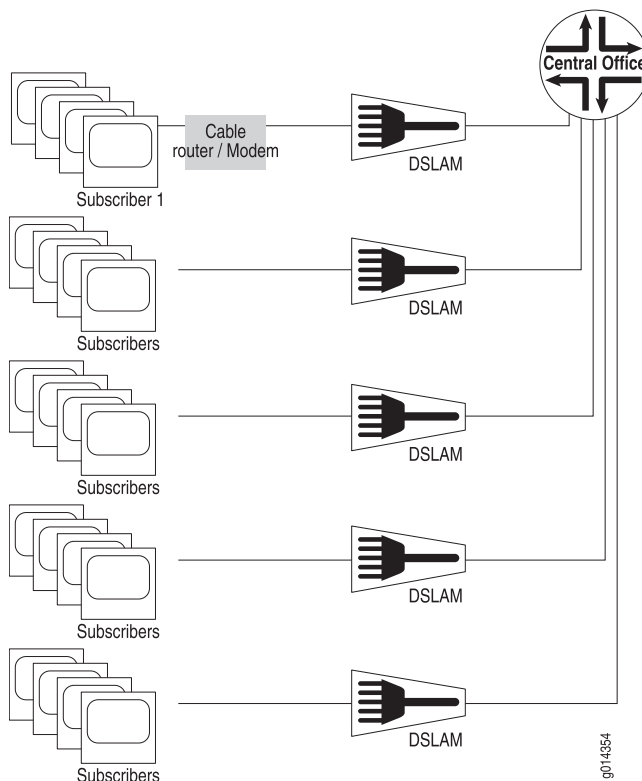 Central Office
Cable
router / Modem
DSLAM
Subscriber 1
DSLAM
Subscribers
DSLAM
Subscribers
DSLAM
Subscribers
DSLAM
Subscribers
g014354